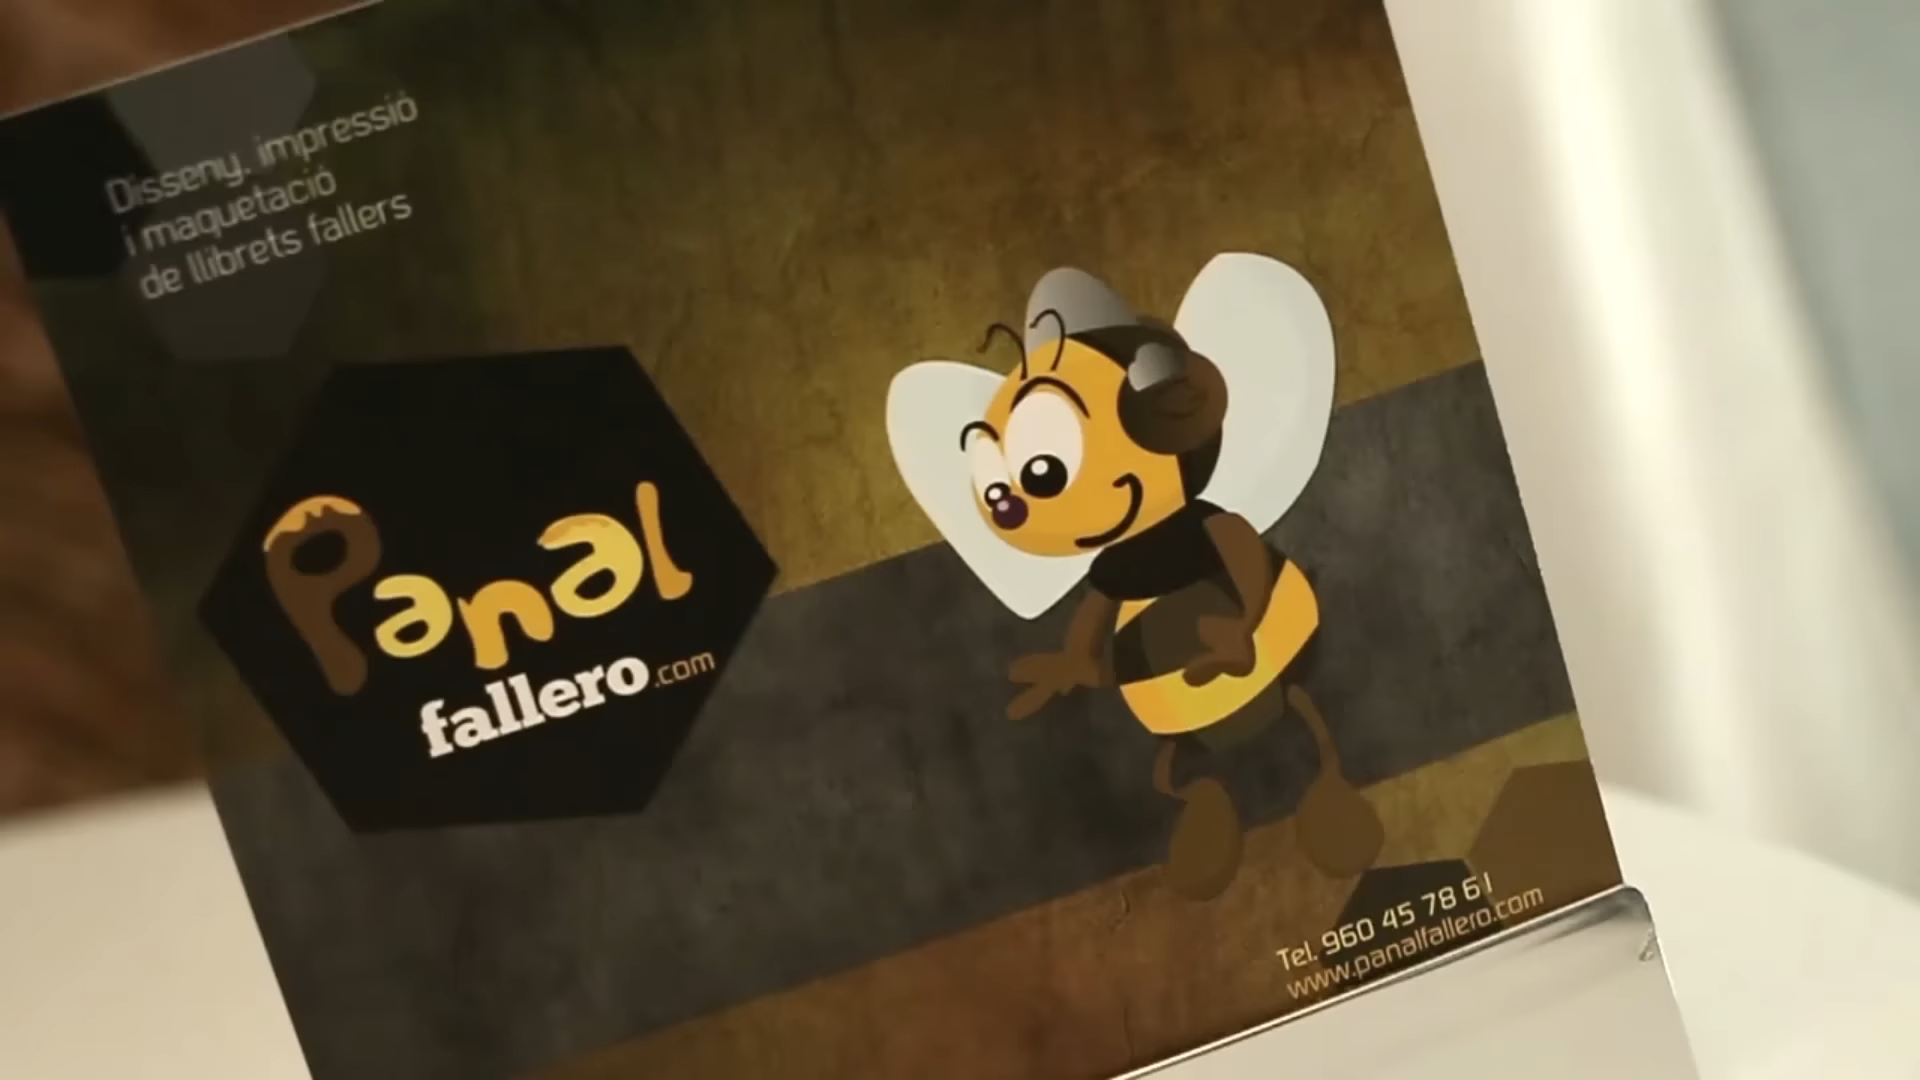 Disseny, impressió
i maquetació
de llibrets fallers
Panal
fallero.com
Tel. 960 45 78 61
www.panalfallero.com